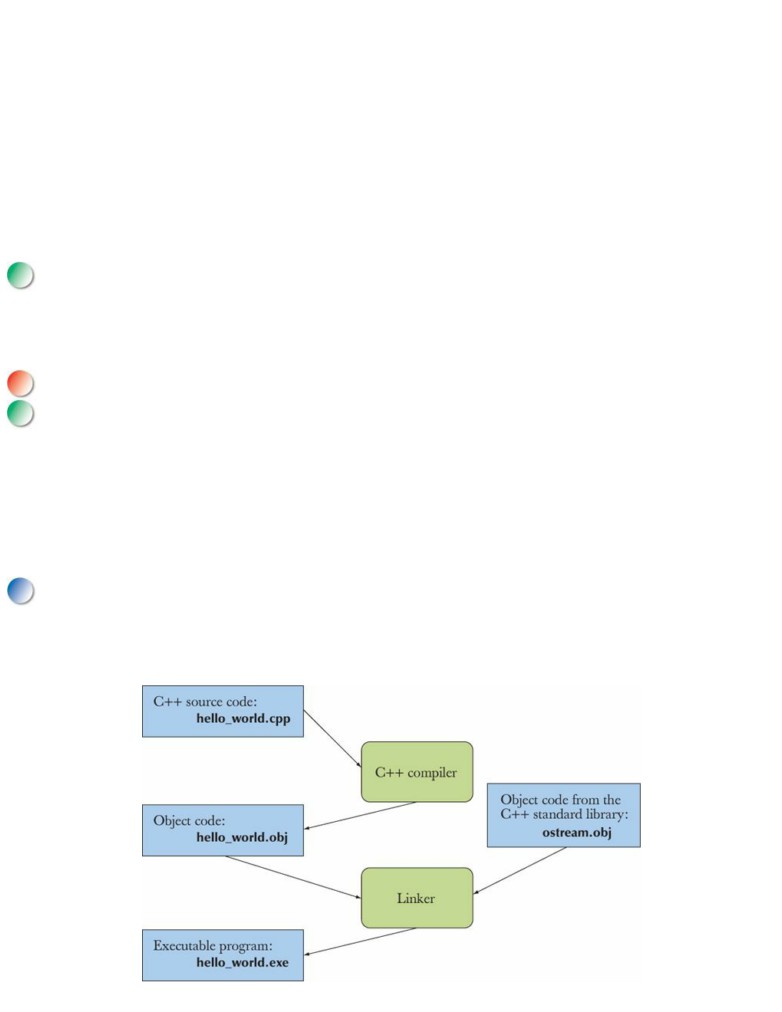 C++ source code:
hello_world.cpp
C++ compiler
Object code from the
C++ standard library:
ostream.obj
Object code:
hello_world.obj
Linker
Executable program:
hello_world.exe